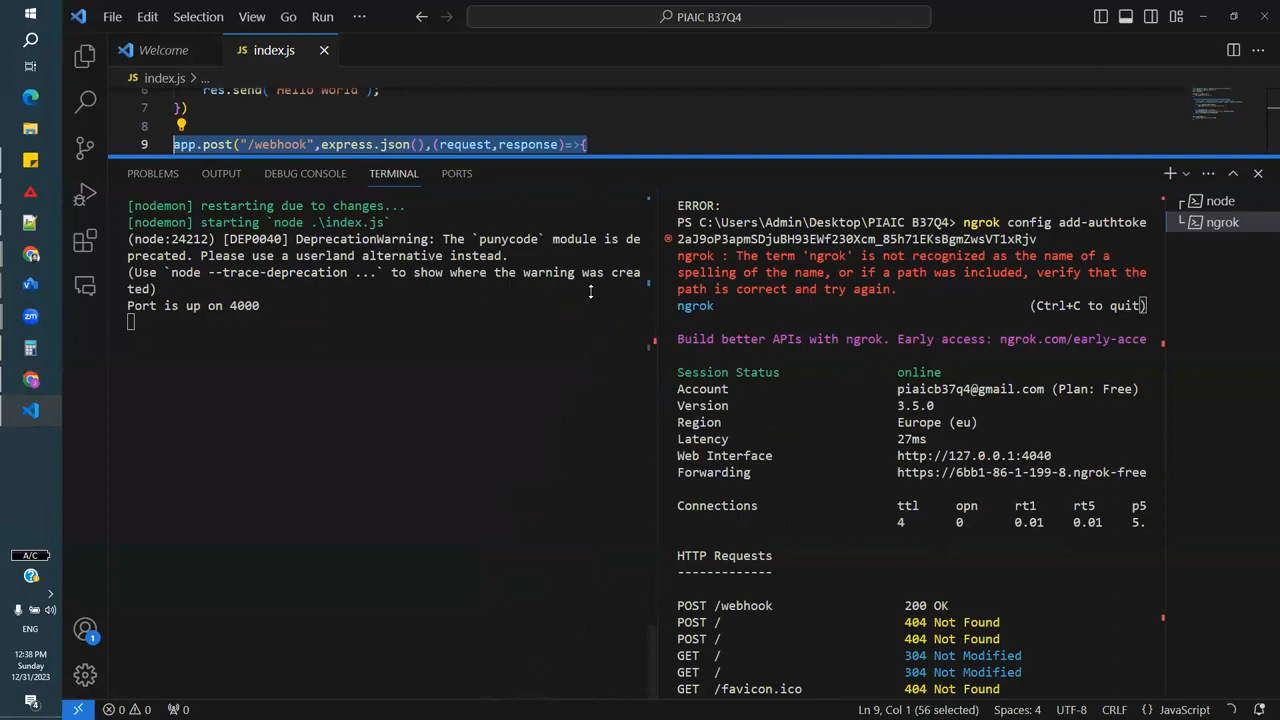 File Edit Selection View Go Run ··· PIAIC B37Q4
Welcome JS index.js
JS index.js > ...
6 res.send( Hello World );
7 })
8
9 app.post("/webhook",express.json(),(request,response)=>{
PROBLEMS OUTPUT DEBUG CONSOLE TERMINAL PORTS
[nodemon] restarting due to changes...
[nodemon] starting `node .\index.js`
(node:24212) [DEP0040] DeprecationWarning: The `punycode` module is de
precated. Please use a userland alternative instead.
(Use `node --trace-deprecation ...` to show where the warning was crea
ted)
Port is up on 4000
ERROR:
PS C:\Users\Admin\Desktop\PIAIC B37Q4> ngrok config add-authtoke
2aJ9oP3apmSDjuBH93EWf230Xcm_85h71EKsBgmZwsVT1xRjv
ngrok : The term 'ngrok' is not recognized as the name of a
spelling of the name, or if a path was included, verify that the
path is correct and try again.
ngrok (Ctrl+C to quit)
Build better APIs with ngrok. Early access: ngrok.com/early-acce
Session Status online
Account piaicb37q4@gmail.com (Plan: Free)
Version 3.5.0
Region Europe (eu)
Latency 27ms
Web Interface http://127.0.0.1:4040
Forwarding https://6bb1-86-1-199-8.ngrok-free
Connections ttl opn rt1 rt5 p5
4 0 0.01 0.01 5.
HTTP Requests
-------------
POST /webhook 200 OK
POST / 404 Not Found
POST / 404 Not Found
GET / 304 Not Modified
GET / 304 Not Modified
GET /favicon.ico 404 Not Found
node
ngrok
A/C
ENG
12:38 PM
Sunday
12/31/2023
4
1
0 0 0 Ln 9, Col 1 (56 selected) Spaces: 4 UTF-8 CRLF {} JavaScript